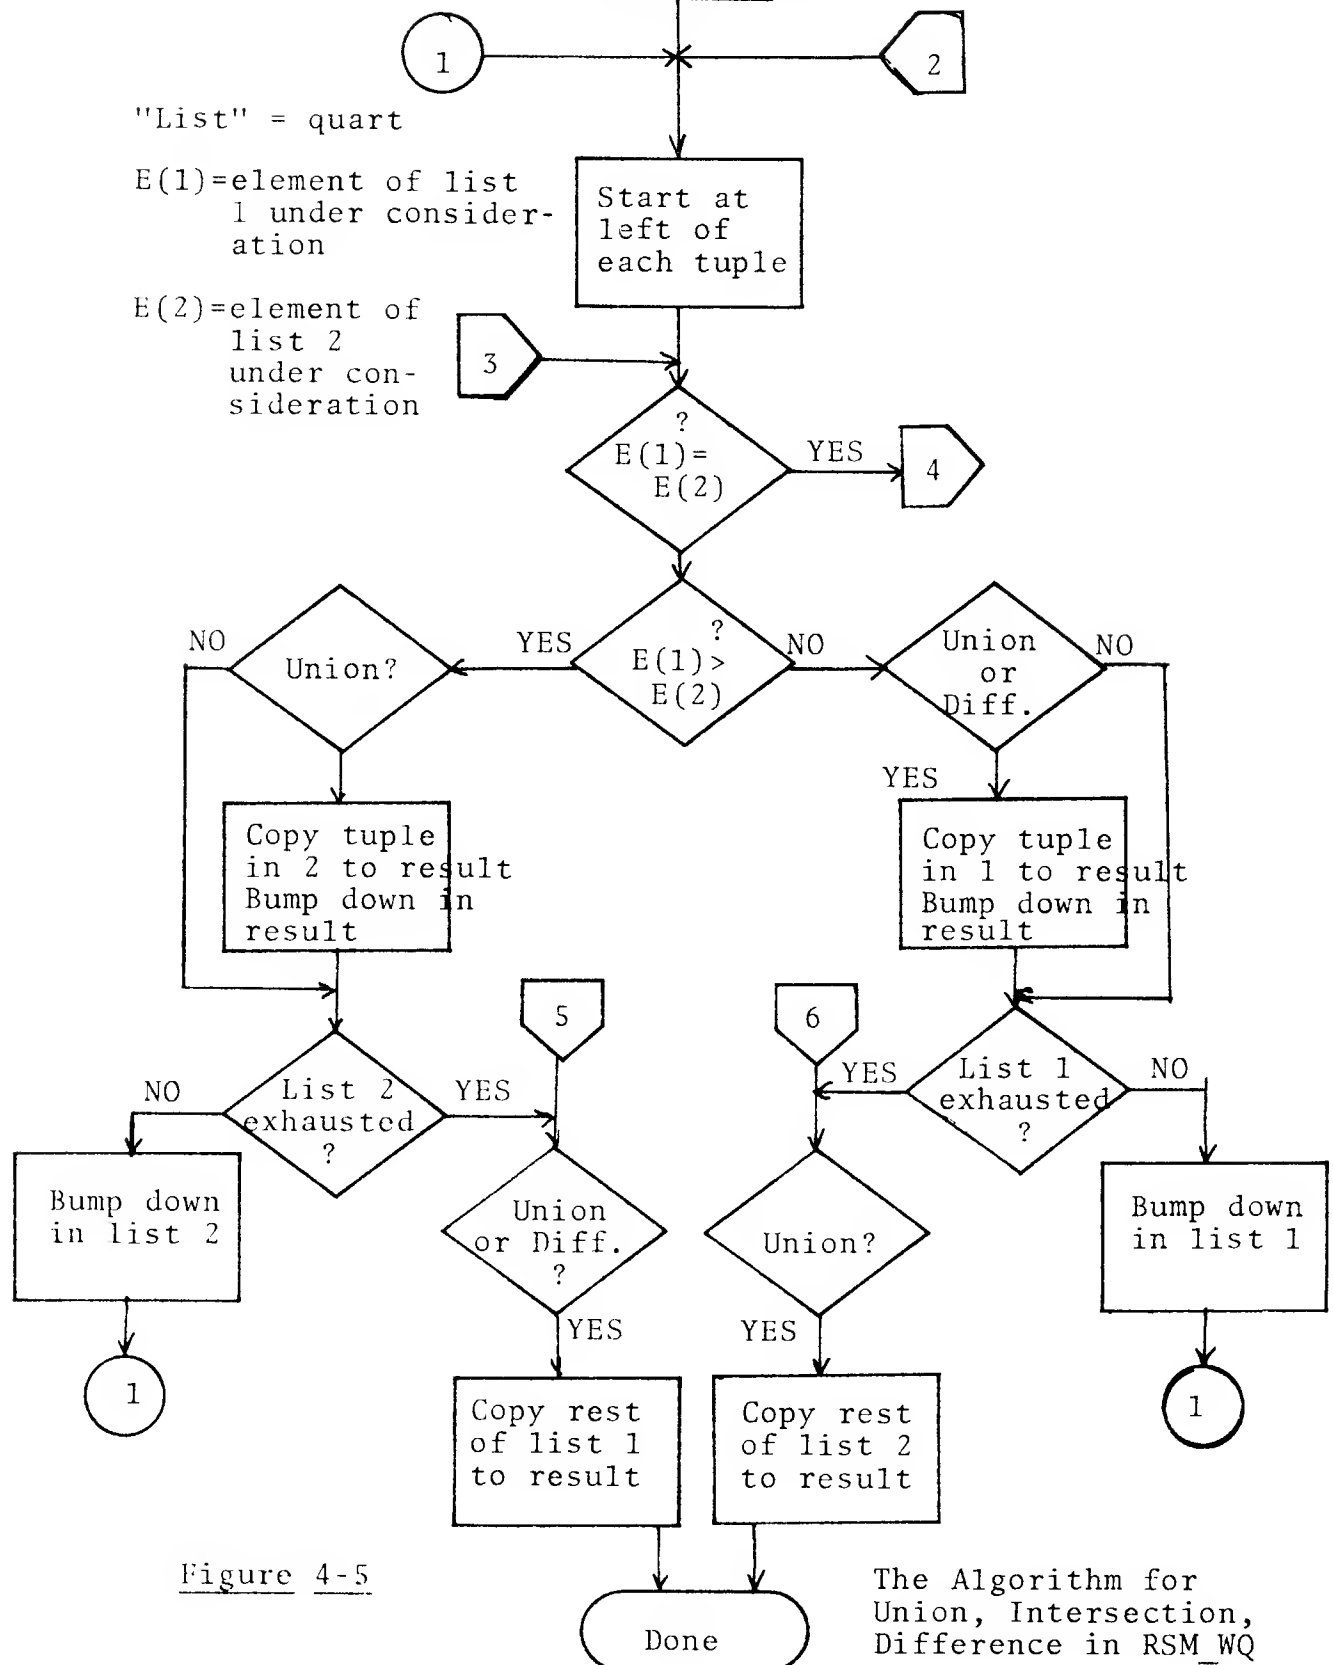 1
2
"List" = quart
E(1)=element of list
1 under consider-
ation
Start at
left of
each tuple
E(2)=element of
list 2
under con-
sideration
3
?
E(1)=
E(2)
YES
4
NO
Union?
YES
?
E(1)>
E(2)
NO
Union
or
Diff.
NO
YES
Copy tuple
in 2 to result
Bump down in
result
Copy tuple
in 1 to result
Bump down in
result
5
6
NO
List 2
exhausted
?
YES
YES
List 1
exhausted
?
NO
Bump down
in list 2
Union
or Diff.
?
Union?
Bump down
in list 1
YES
YES
1
Copy rest
of list 1
to result
Copy rest
of list 2
to result
1
Figure 4-5
Done
The Algorithm for
Union, Intersection,
Difference in RSM_WQ